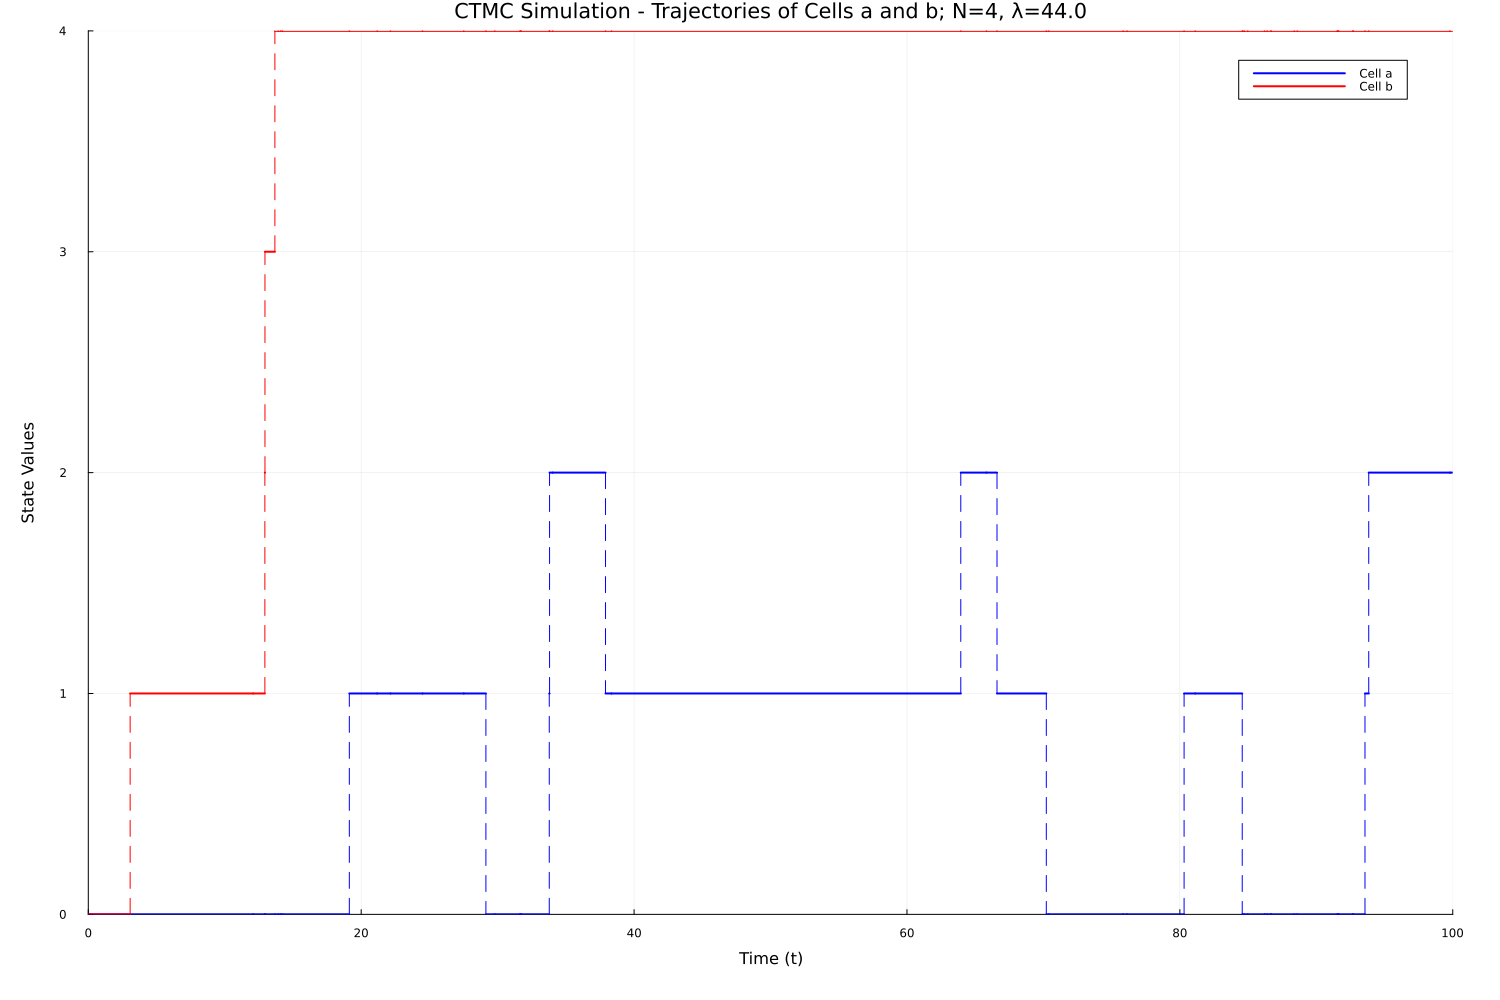 CTMC Simulation - Trajectories of Cells a and b; N=4, λ=44.0
4
3
2
1
0
State Values
Cell a
Cell b
0 20 40 60 80 100
Time (t)